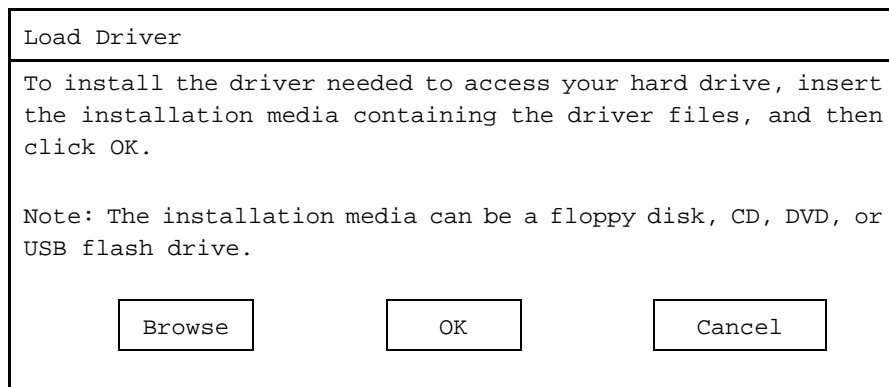 Load Driver
To install the driver needed to access your hard drive, insert
the installation media containing the driver files, and then
click OK.
Note: The installation media can be a floppy disk, CD, DVD, or
USB flash drive.
Browse OK Cancel